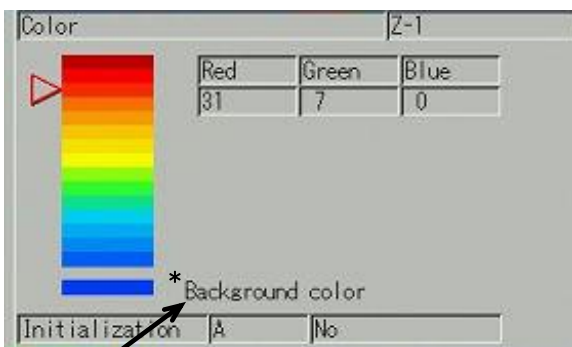 Color Z-1
Red Green Blue
31 7 0
*Background color
Initialization A No